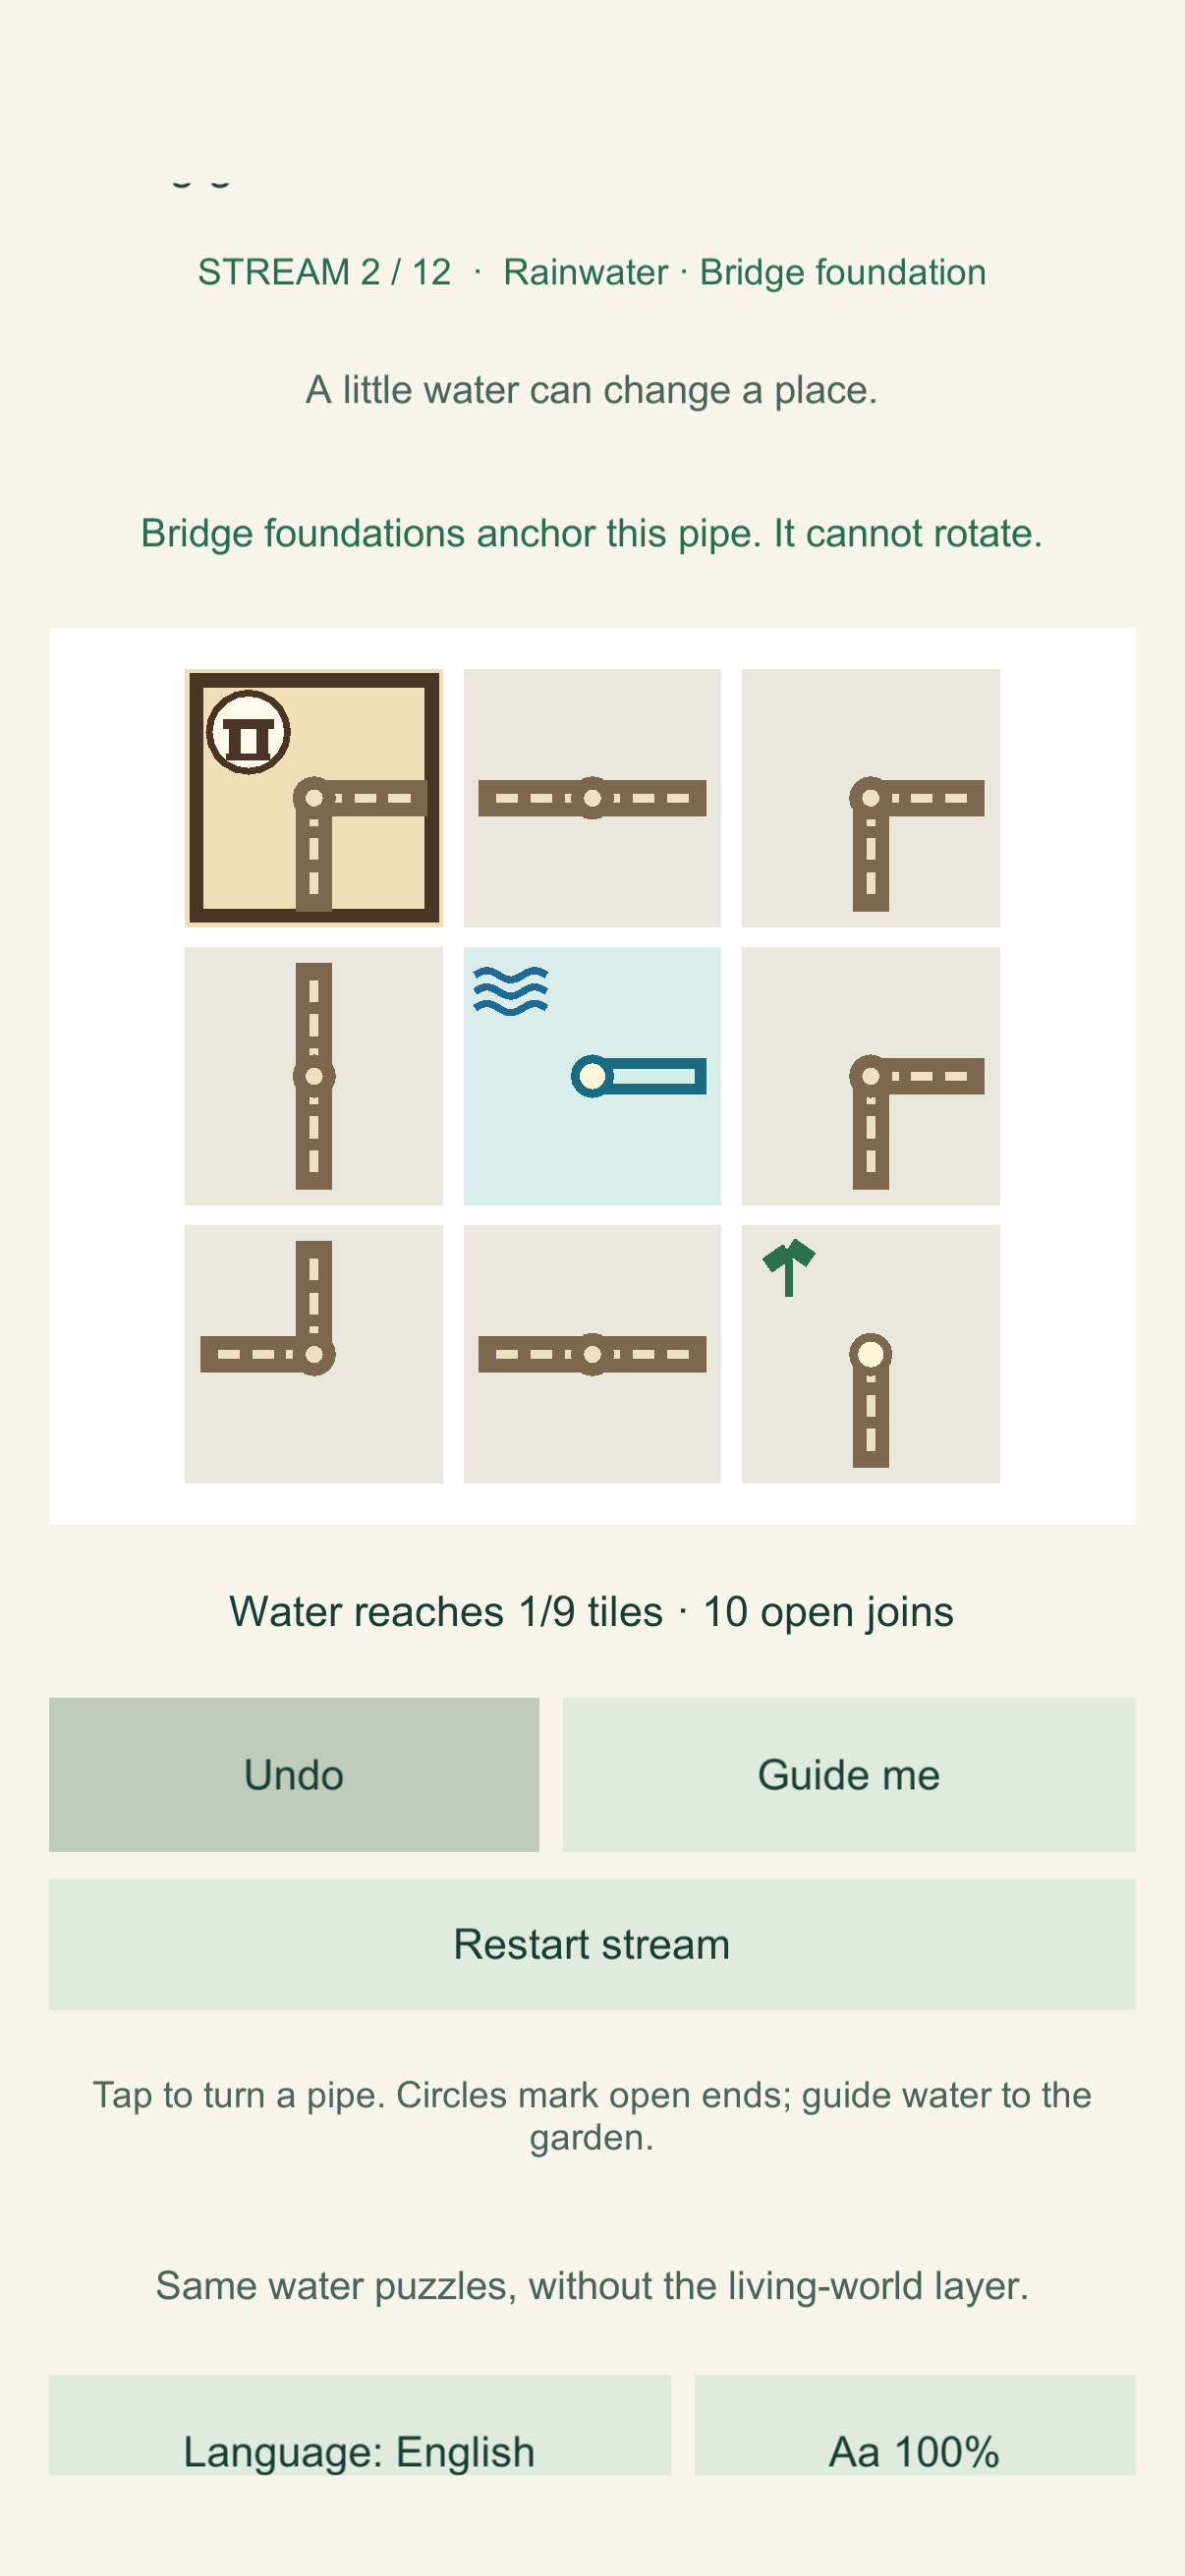 STREAM 2 / 12 · Rainwater · Bridge foundation
A little water can change a place.
Bridge foundations anchor this pipe. It cannot rotate.
Water reaches 1/9 tiles · 10 open joins
Undo
Guide me
Restart stream
Tap to turn a pipe. Circles mark open ends; guide water to the
garden.
Same water puzzles, without the living-world layer.
Language: English
Aa 100%